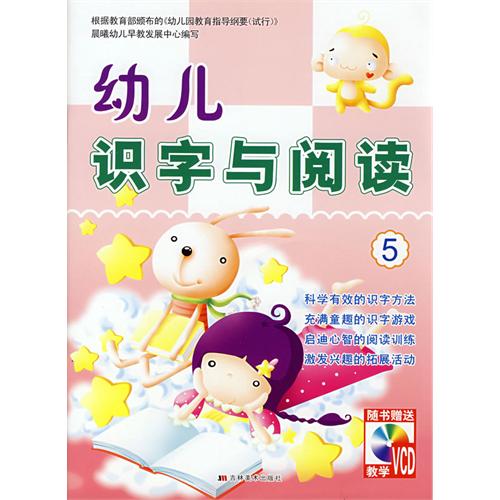 根据教育部颁布的《幼儿园教育指导纲要(试行)》
晨曦幼儿早教发展中心编写
幼儿
识字与阅读
5
科学有效的识字方法
充满童趣的识字游戏
启迪心智的阅读训练
激发兴趣的拓展活动
随书赠送
VCD
教学
吉林美术出版社